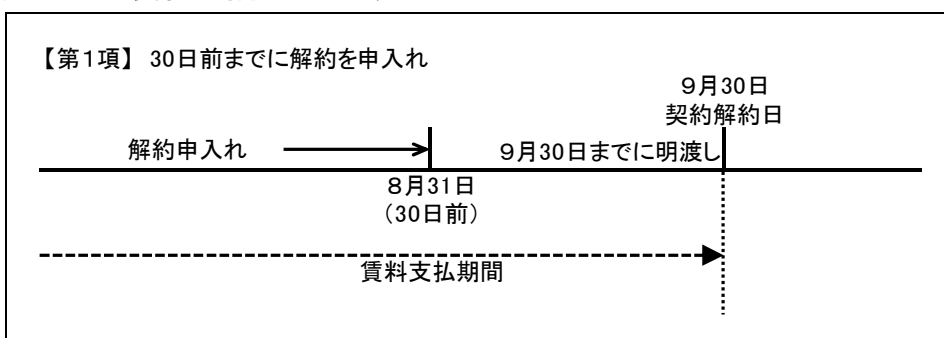 【第１項】 30日前までに解約を申入れ
９月30日
契約解約日
解約申入れ
９月30日までに明渡し
８月31日
（30日前）
賃料支払期間